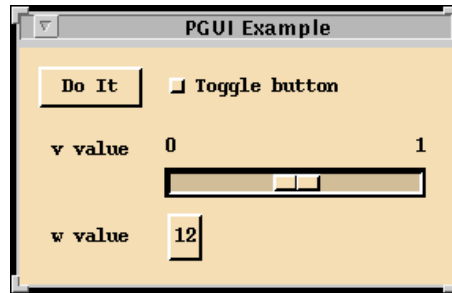 PGUI Example
Do It Toggle button
v value 0 1
w value 12